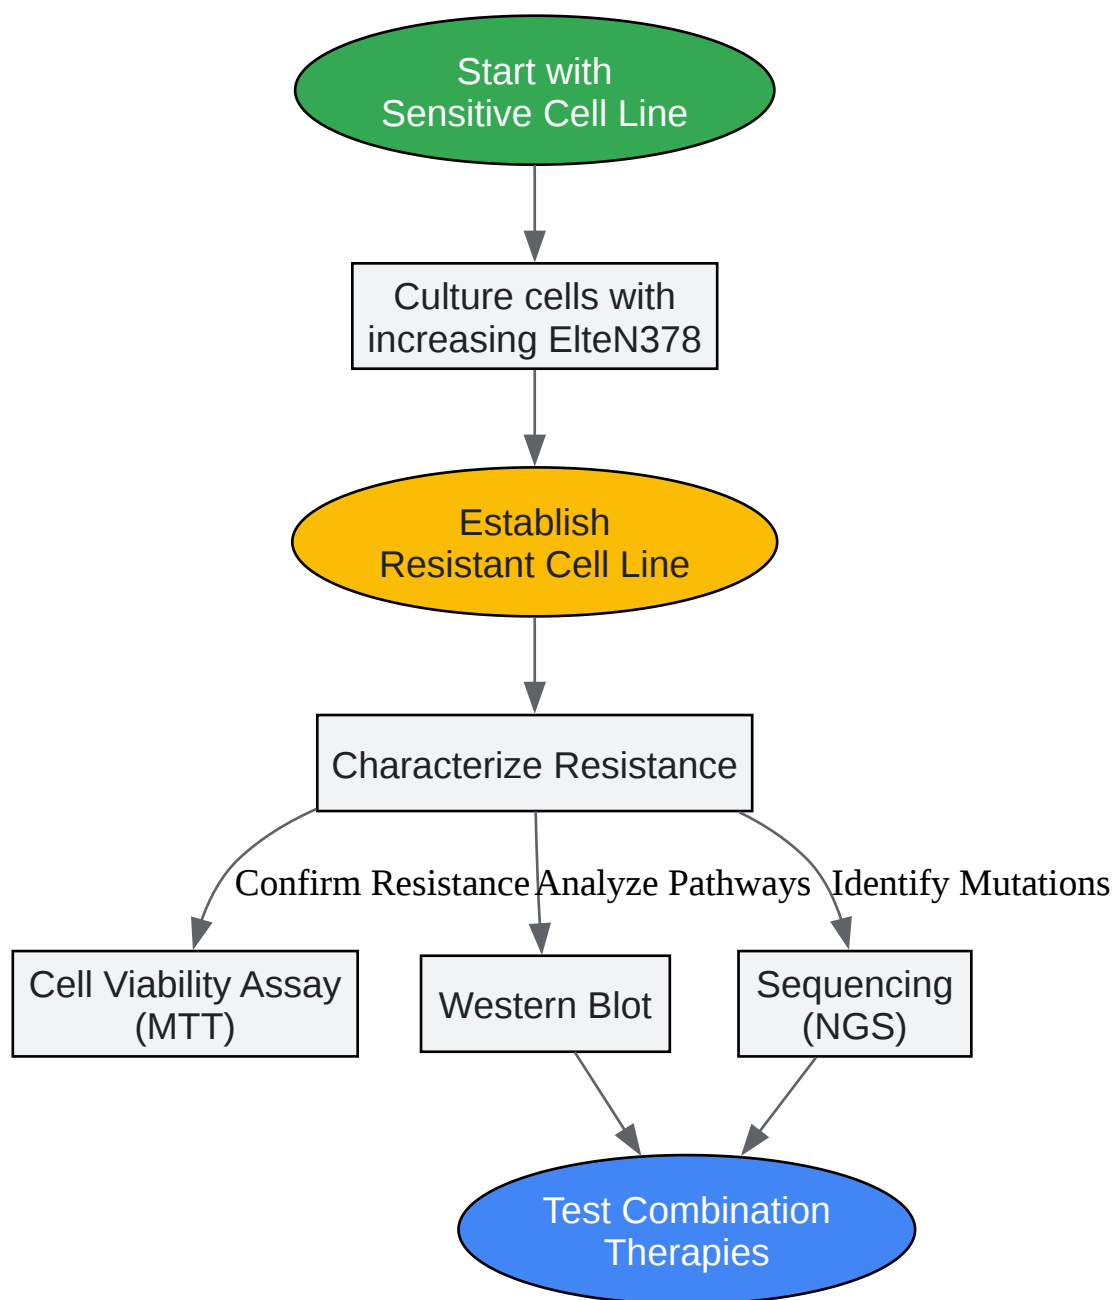 Start with
Sensitive Cell Line
Culture cells with
increasing ElteN378
Establish
Resistant Cell Line
Characterize Resistance
Confirm Resistance
Analyze Pathways
Identify Mutations
Cell Viability Assay
(MTT)
Western Blot
Sequencing
(NGS)
Test Combination
Therapies